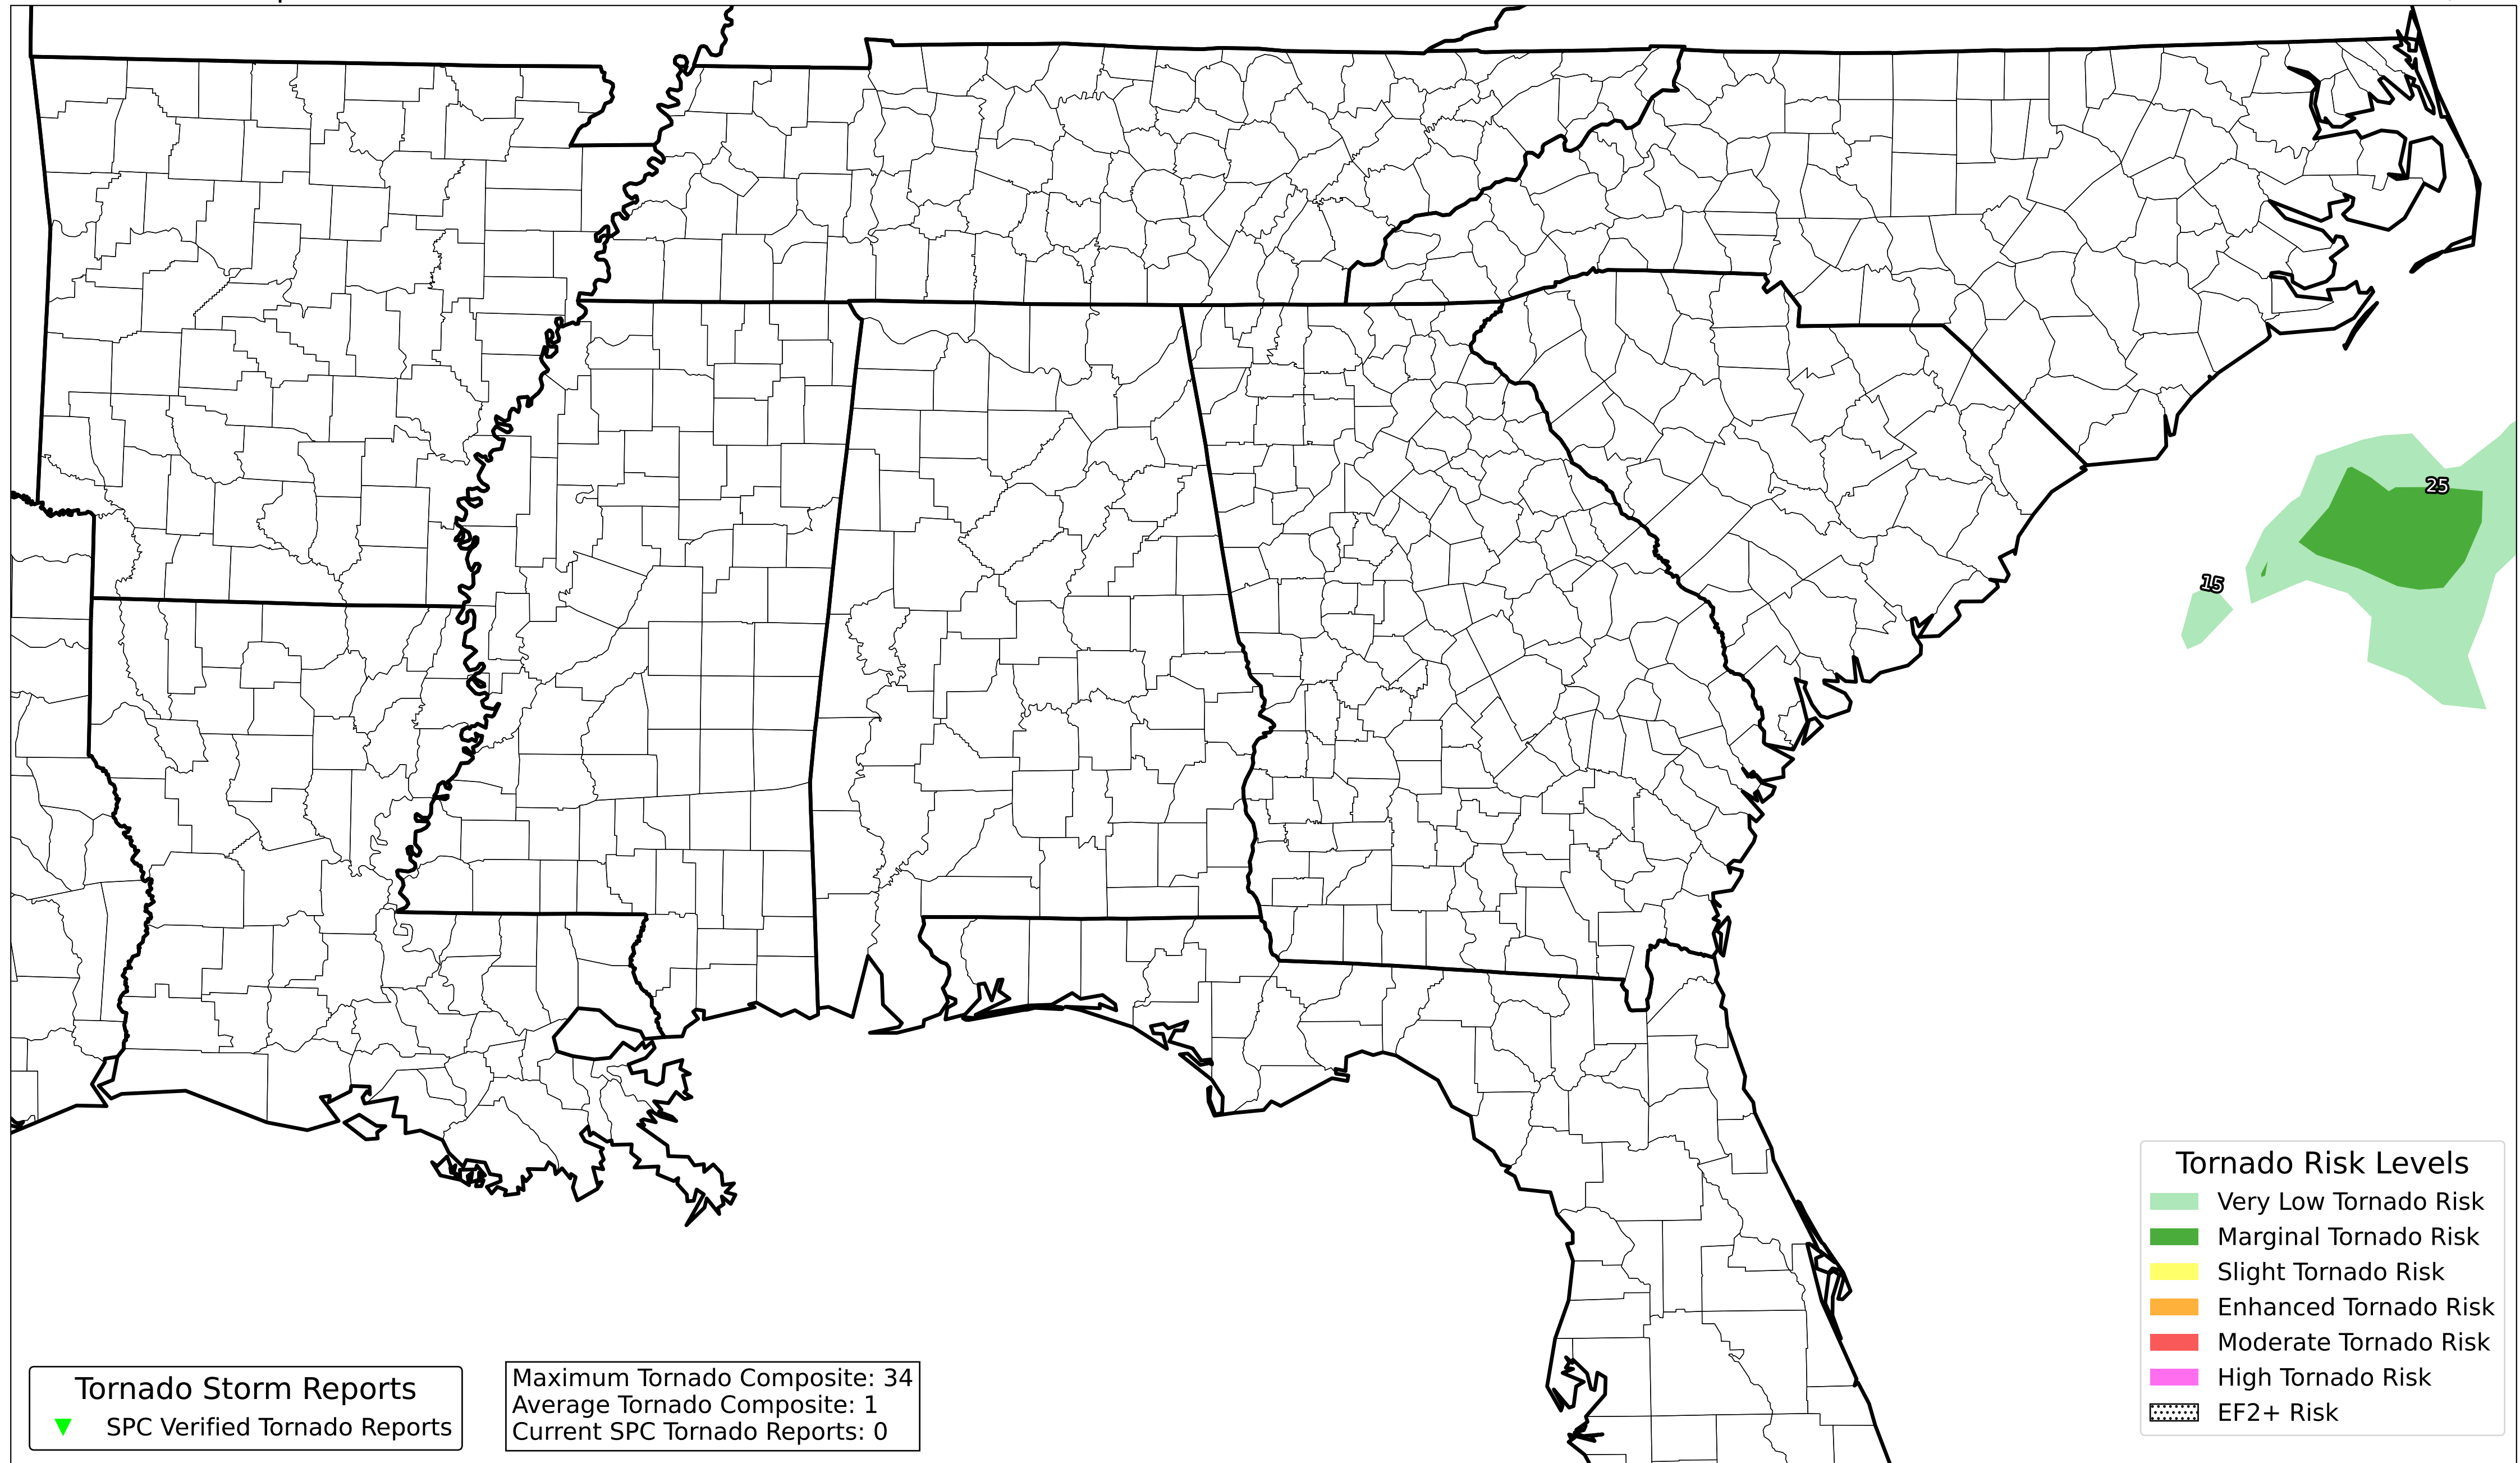 25
15
Tornado Risk Levels
Very Low Tornado Risk
Marginal Tornado Risk
Slight Tornado Risk
Enhanced Tornado Risk
Moderate Tornado Risk
High Tornado Risk
EF2+ Risk
Tornado Storm Reports
SPC Verified Tornado Reports
Maximum Tornado Composite: 34
Average Tornado Composite: 1
Current SPC Tornado Reports: 0